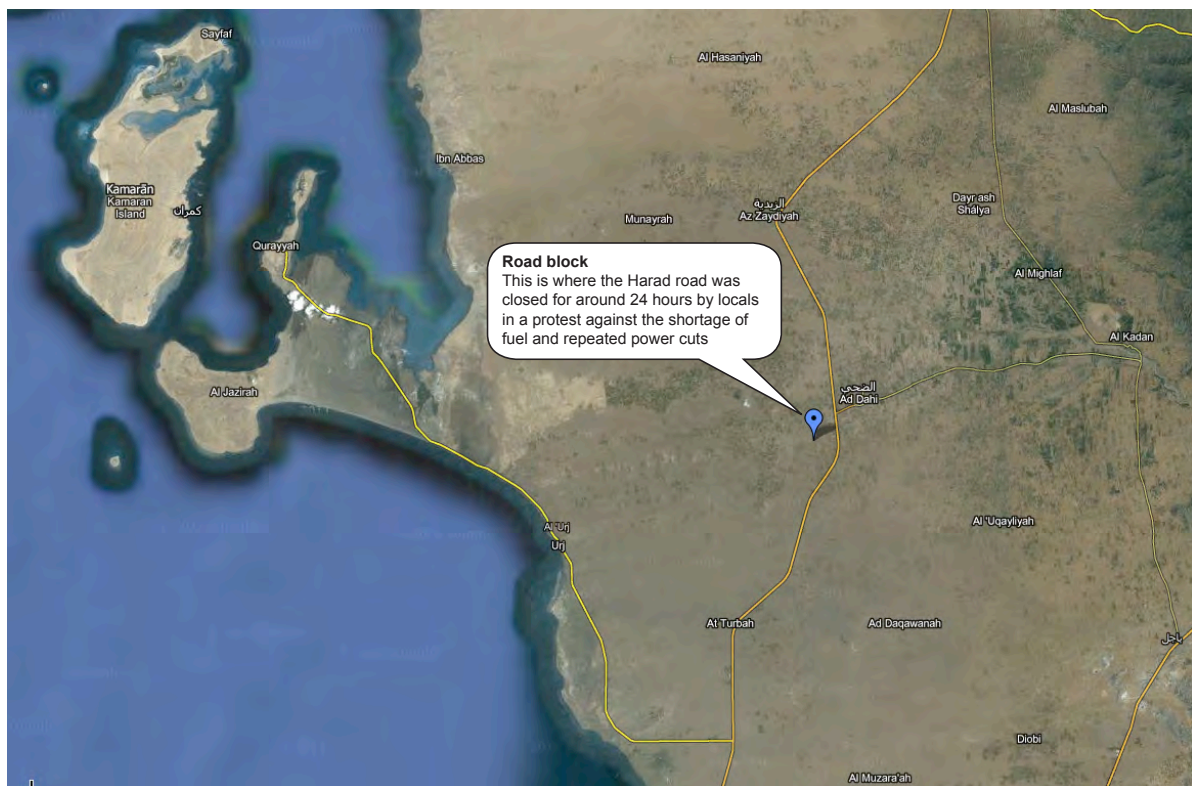 Sayfaf
Al Hasaniyah
Al Maslubah
Ibn Abbas
Kamarān
Kamaran
Island
كمران
الزيدية
Az Zaydiyah
Dayr ash
Shālya
Munayrah
Qurayyah
Al Mighlaf
Road block
This is where the Harad road was
closed for around 24 hours by locals
in a protest against the shortage of
fuel and repeated power cuts
Al Kadan
Al Jazirah
الضحي
Ad Dahi
Al 'Urj
Urj
Al 'Uqayliyah
At Turbah
Ad Daqawanah
باجل
Diobi
Al Muzara'ah